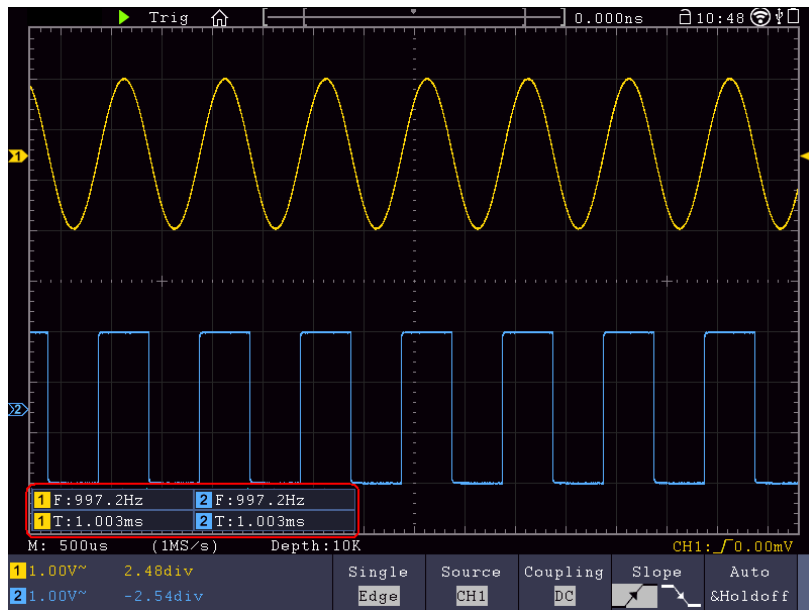 Trig 0.000ns 10:48
1
2
1 F:997.2Hz 2 F:997.2Hz
1 T:1.003ms 2 T:1.003ms
M: 500us (1MS/s) Depth:10K CH1: 0.00mV
1 1.00V~ 2.48div Single Source Coupling Slope Auto
2 1.00V~ -2.54div Edge CH1 DC &Holdoff